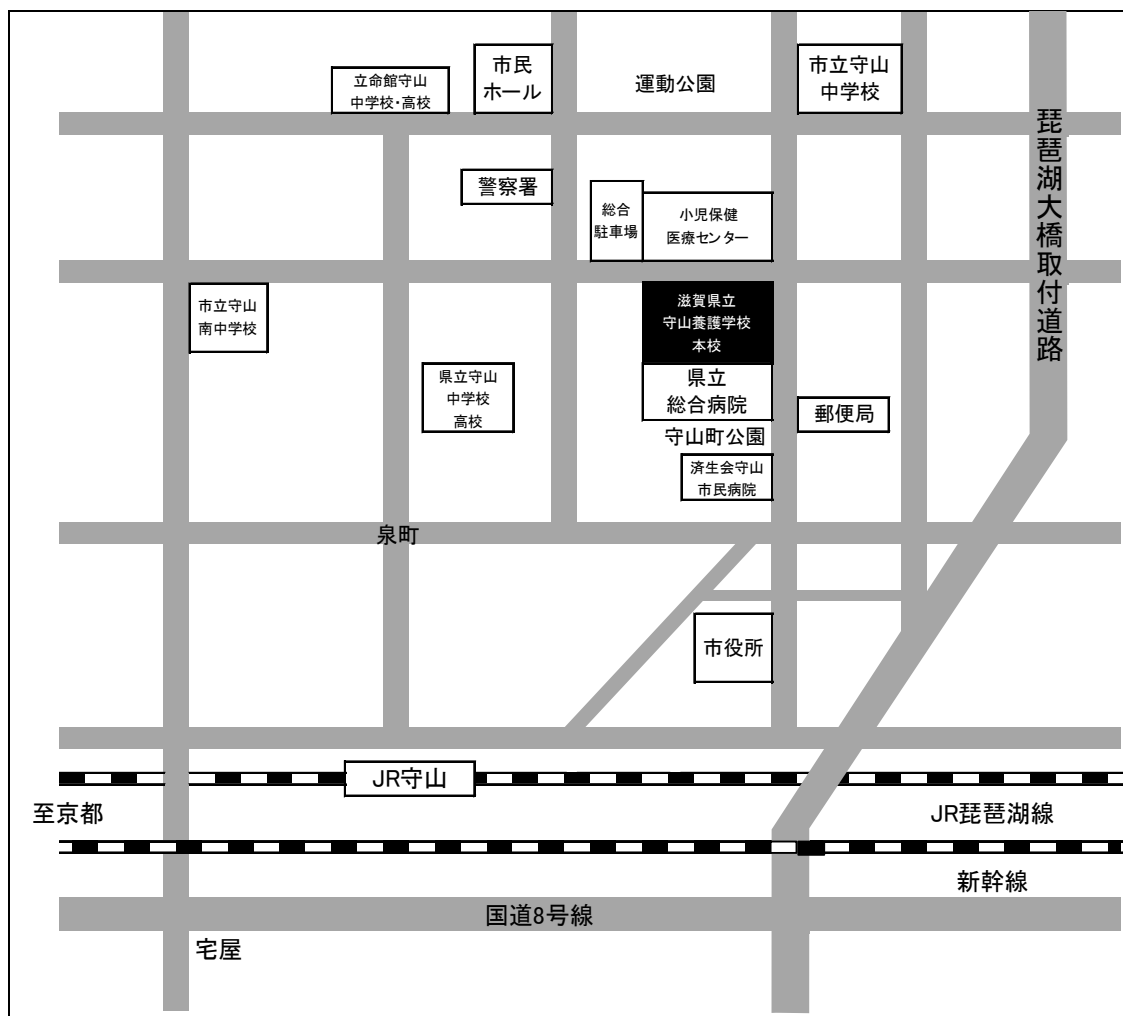 市民
ホール
立命館守山
中学校・高校
運動公園
市立守山
中学校
琵琶湖大橋取付道路
警察署
総合
駐車場
小児保健
医療センター
市立守山
南中学校
滋賀県立
守山養護学校
本校
県立守山
中学校
高校
県立
総合病院
郵便局
守山町公園
済生会守山
市民病院
泉町
市役所
JR守山
至京都
JR琵琶湖線
新幹線
国道8号線
宅屋